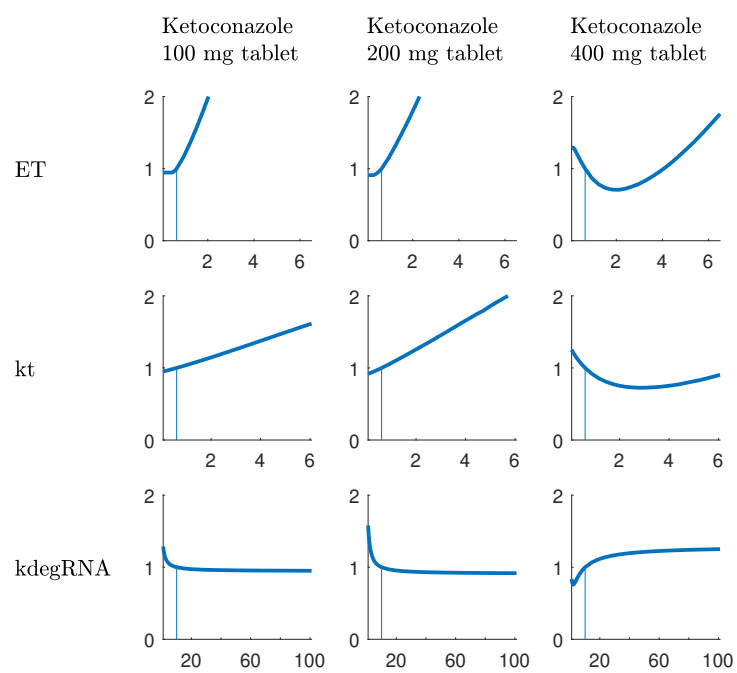 Ketoconazole Ketoconazole Ketoconazole
100 mg tablet 200 mg tablet 400 mg tablet
2 2 2
ET 1 1 1
0 0 0
2 4 6 2 4 6 2 4 6
2 2 2
kt 1 1 1
0 0 0
2 4 6 2 4 6 2 4 6
2 2 2
kdegRNA 1 1 1
0 0 0
20 60 100 20 60 100 20 60 100